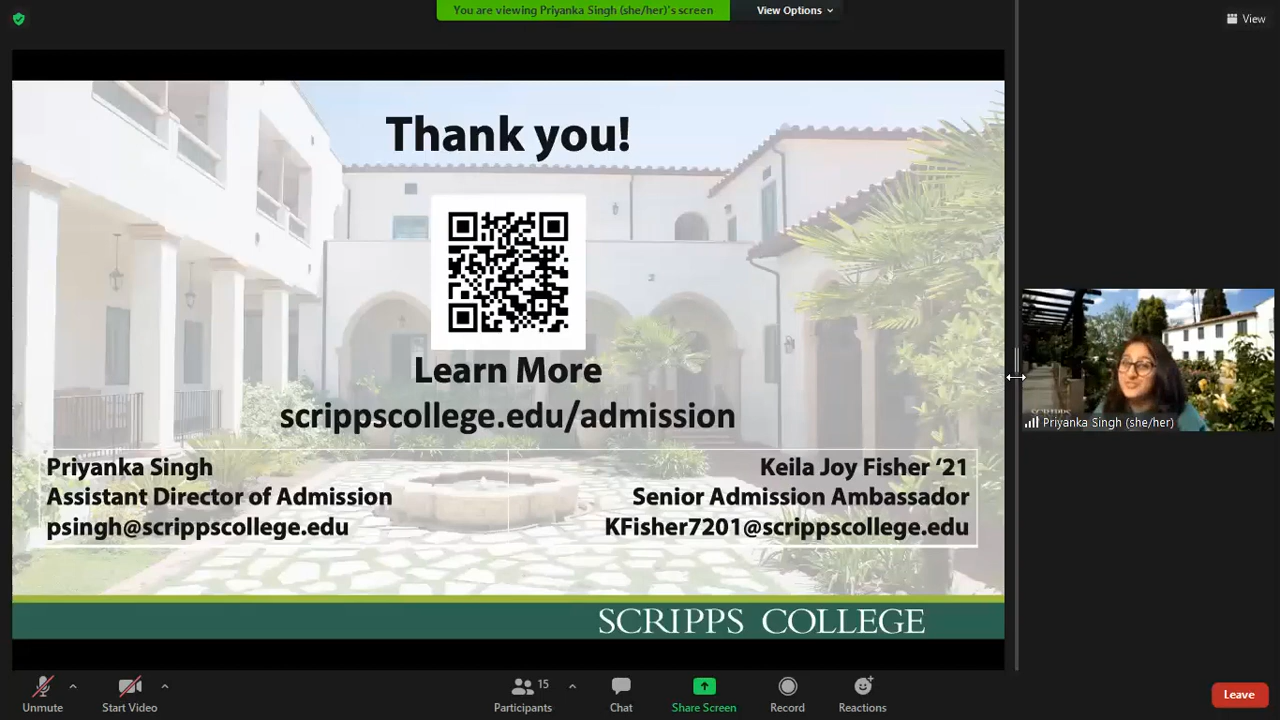 You are viewing Priyanka Singh (she/her)'s screen
View Options
View
Thank you!
Learn More
scrippscollege.edu/admission
Priyanka Singh
Assistant Director of Admission
psingh@scrippscollege.edu
Keila Joy Fisher ‘21
Senior Admission Ambassador
KFisher7201@scrippscollege.edu
SCRIPPS COLLEGE
Priyanka Singh (she/her)
Unmute
Start Video
Participants
15
Chat
Share Screen
Record
Reactions
Leave